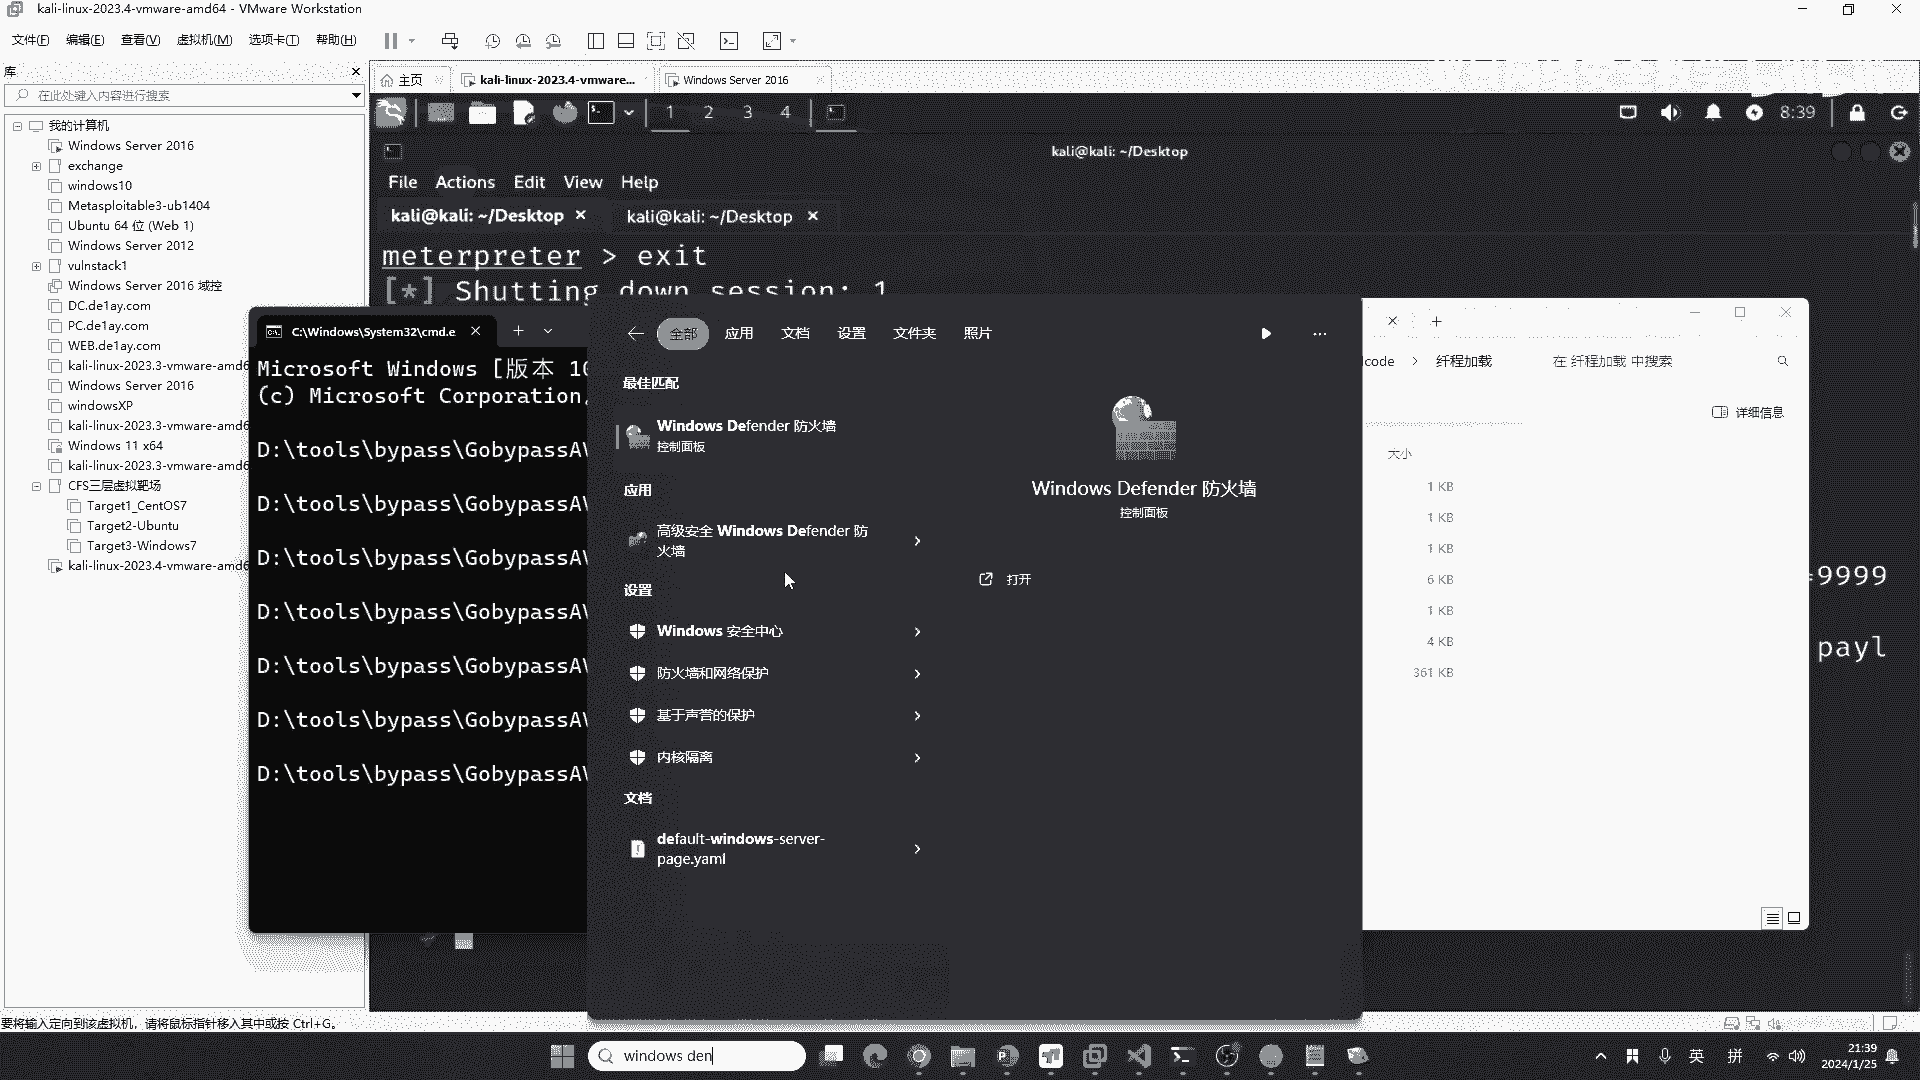 kali-linux-2023.4-vmware-amd64 - VMware Workstation
文件(F) 编辑(E) 查看(V) 虚拟机(M) 选项卡(T) 帮助(H)
库
在此处键入内容进行搜索
主页
kali-linux-2023.4-vmware...
Windows Server 2016
我的计算机
Windows Server 2016
exchange
windows10
Metasploitable3-ub1404
Ubuntu 64 位 (Web 1)
Windows Server 2012
vulnstack1
Windows Server 2016 域控
DC.de1ay.com
PC.de1ay.com
WEB.de1ay.com
kali-linux-2023.3-vmware-amd6
Windows Server 2016
windowsXP
kali-linux-2023.3-vmware-amd6
Windows 11 x64
kali-linux-2023.3-vmware-amd6
CFS三层虚拟靶场
Target1_CentOS7
Target2-Ubuntu
Target3-Windows7
kali-linux-2023.4-vmware-amd6
1 2 3 4
8:39
kali@kali: ~/Desktop
File Actions Edit View Help
kali@kali: ~/Desktop
kali@kali: ~/Desktop
meterpreter > exit
[*] Shutting down session: 1
=9999
payl
C:\Windows\System32\cmd.e
Microsoft Windows [版本 10
(c) Microsoft Corporation
D:\tools\bypass\GobypassAV
D:\tools\bypass\GobypassAV
D:\tools\bypass\GobypassAV
D:\tools\bypass\GobypassAV
D:\tools\bypass\GobypassAV
D:\tools\bypass\GobypassAV
D:\tools\bypass\GobypassAV
全部 应用 文档 设置 文件夹 照片
最佳匹配
Windows Defender 防火墙
控制面板
应用
高级安全 Windows Defender 防
火墙
设置
Windows 安全中心
防火墙和网络保护
基于声誉的保护
内核隔离
文档
default-windows-server-
page.yaml
Windows Defender 防火墙
控制面板
打开
code > 纤程加载
在 纤程加载 中搜索
详细信息
大小
1 KB
1 KB
1 KB
6 KB
1 KB
4 KB
361 KB
要将输入定向到该虚拟机，请将鼠标指针移入其中或按 Ctrl+G。
windows den
英
拼
21:39
2024/1/25